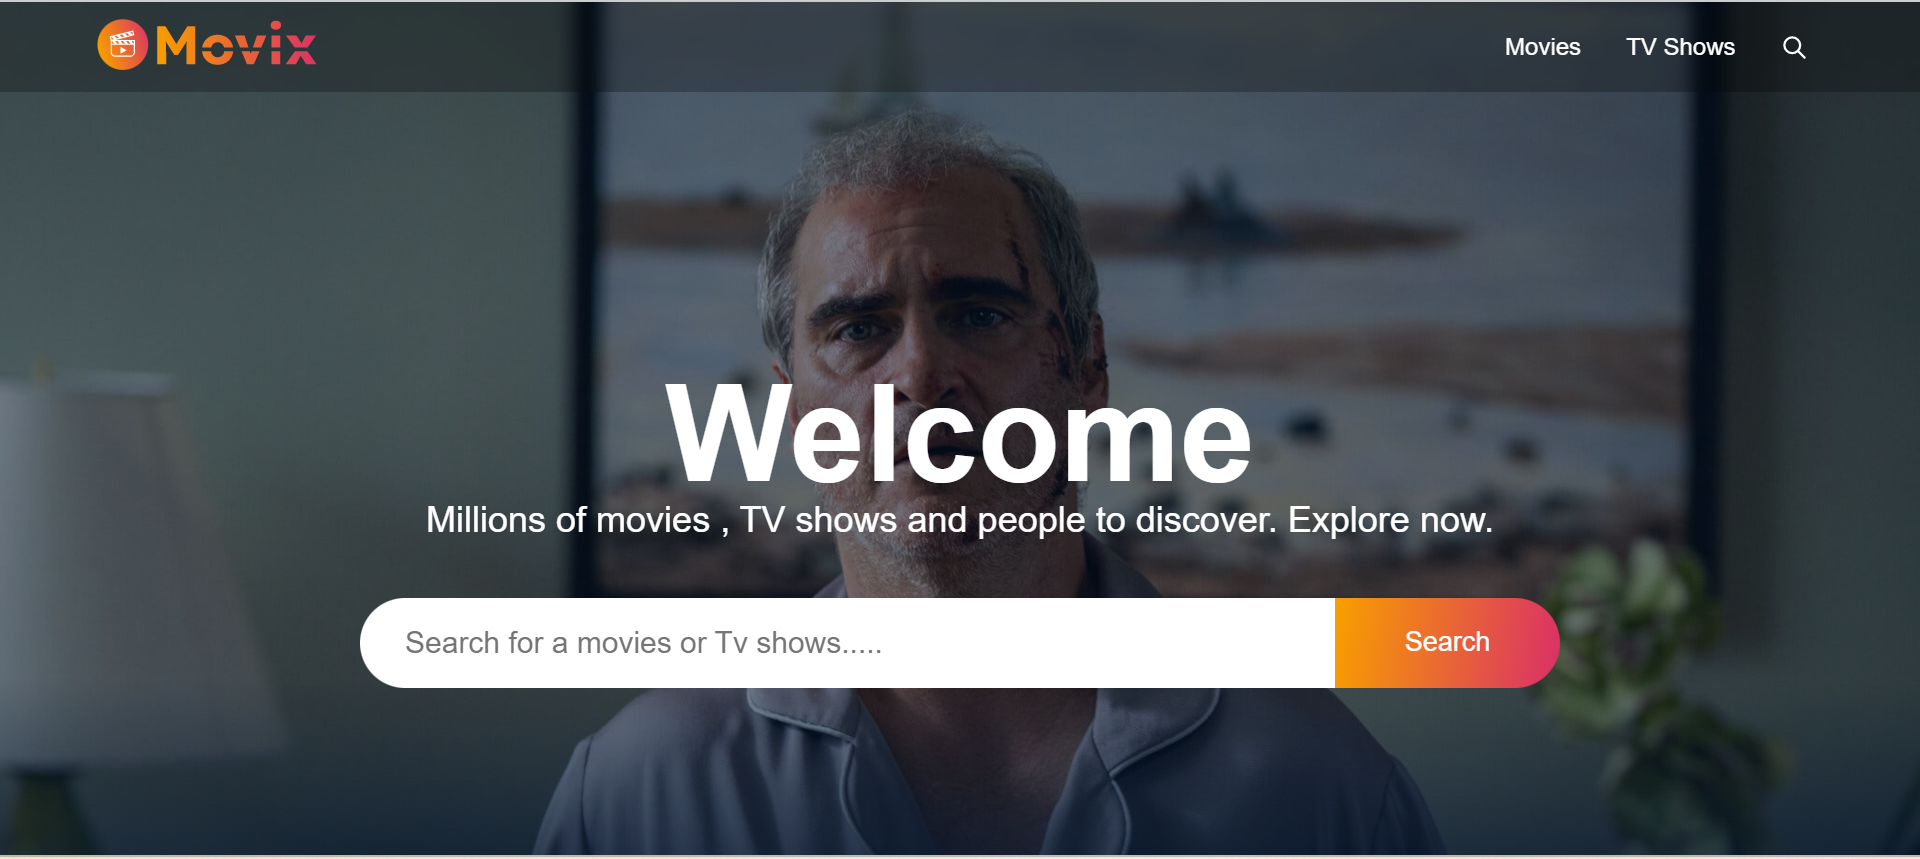 Movix
Movies
TV Shows
Welcome
Millions of movies , TV shows and people to discover. Explore now.
Search for a movies or Tv shows.....
Search